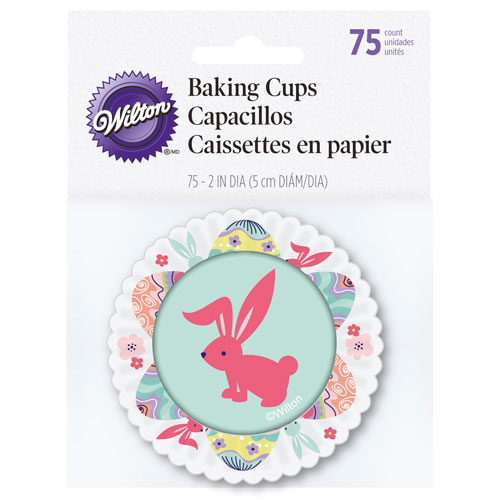 75 count
unidades
unités
Wilton
®/MD
Baking Cups
Capacillos
Caissettes en papier
75 - 2 IN DIA (5 cm DIÁM/DIA)
©Wilton